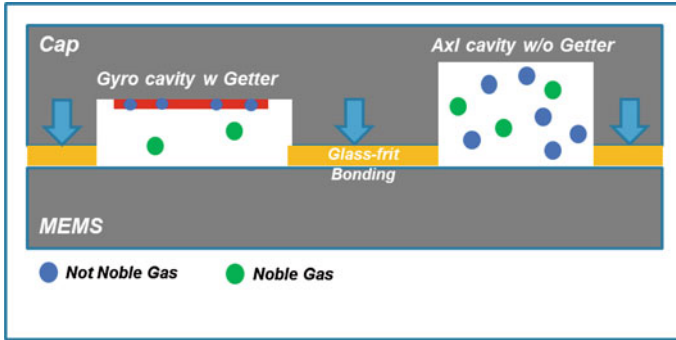 Cap
Axl cavity w/o Getter
Gyro cavity w Getter
Glass-frit
Bonding
MEMS
Not Noble Gas
Noble Gas